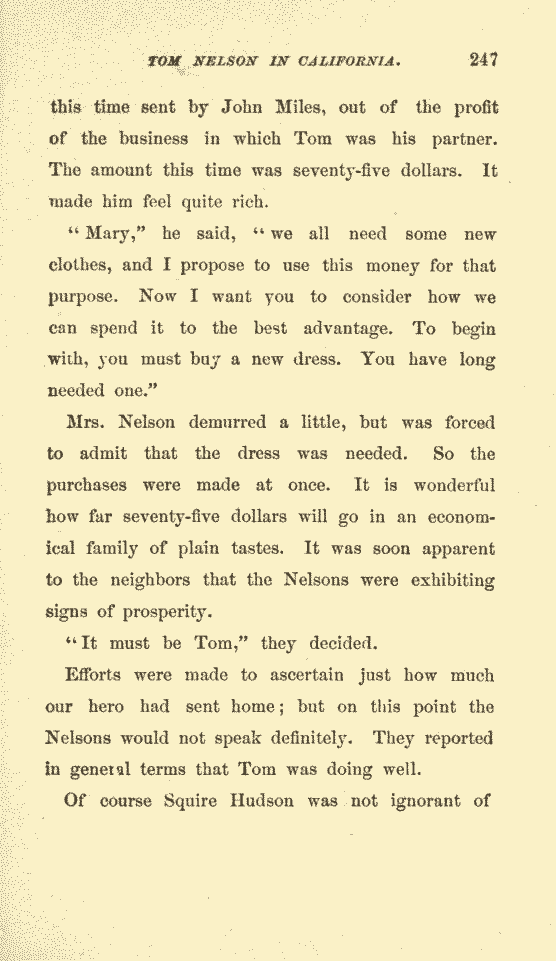 TOM NELSON IN CALIFORNIA. 247
this time sent by John Miles, out of the profit
of the business in which Tom was his partner.
The amount this time was seventy-five dollars. It
made him feel quite rich.
“Mary,” he said, “we all need some new
clothes, and I propose to use this money for that
purpose. Now I want you to consider how we
can spend it to the best advantage. To begin
with, you must buy a new dress. You have long
needed one.”
Mrs. Nelson demurred a little, but was forced
to admit that the dress was needed. So the
purchases were made at once. It is wonderful
how far seventy-five dollars will go in an econom-
ical family of plain tastes. It was soon apparent
to the neighbors that the Nelsons were exhibiting
signs of prosperity.
“It must be Tom,” they decided.
Efforts were made to ascertain just how much
our hero had sent home; but on this point the
Nelsons would not speak definitely. They reported
in general terms that Tom was doing well.
Of course Squire Hudson was not ignorant of